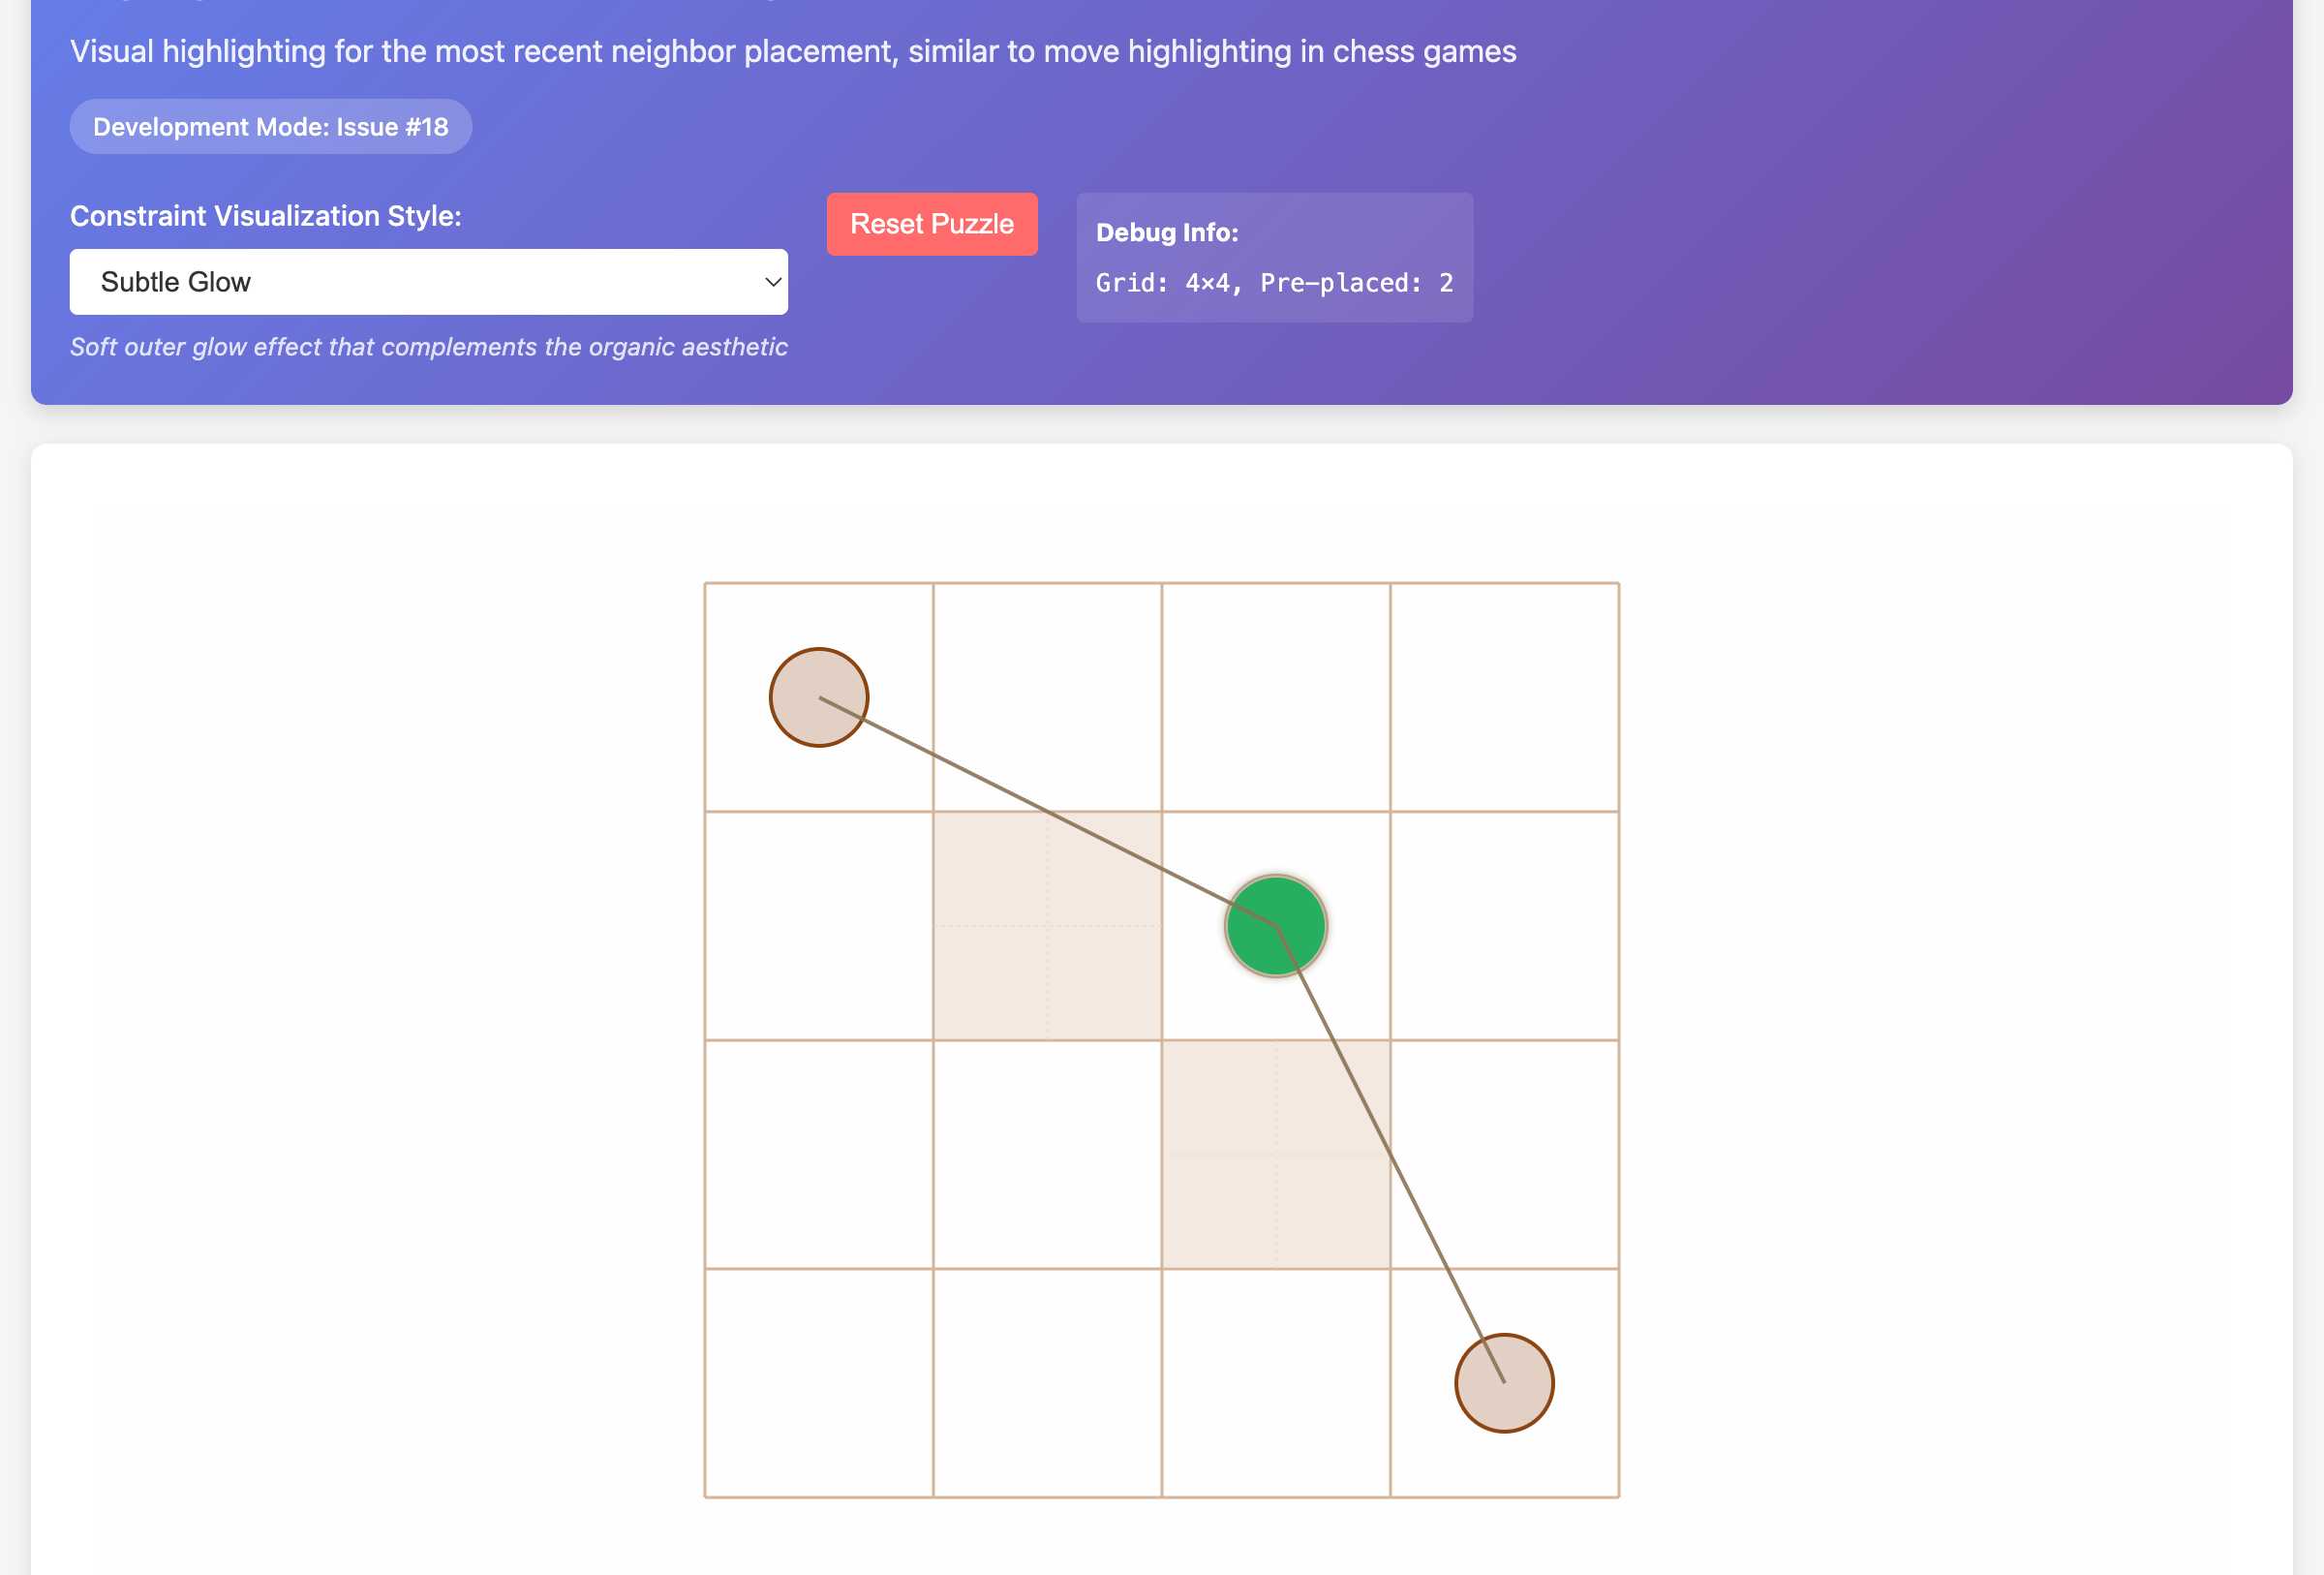 Visual highlighting for the most recent neighbor placement, similar to move highlighting in chess games
Development Mode: Issue #18
Constraint Visualization Style:
Subtle Glow
Soft outer glow effect that complements the organic aesthetic
Reset Puzzle
Debug Info:
Grid: 4×4, Pre-placed: 2